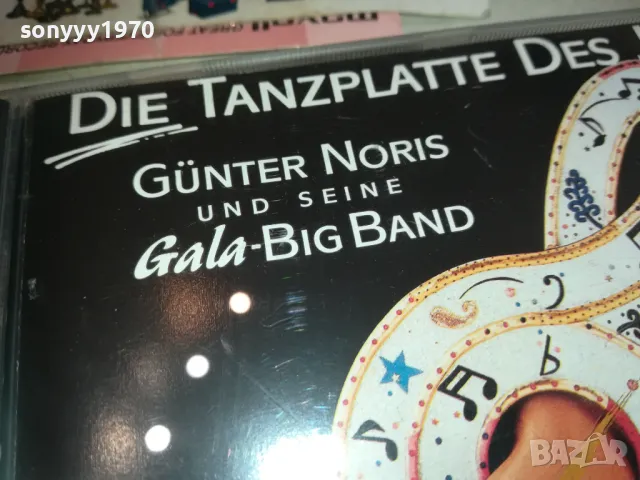 sonyyy1970
DIE TANZPLATTE DES
GÜNTER NORIS
UND SEINE
Gala-BIG BAND
BAZAR